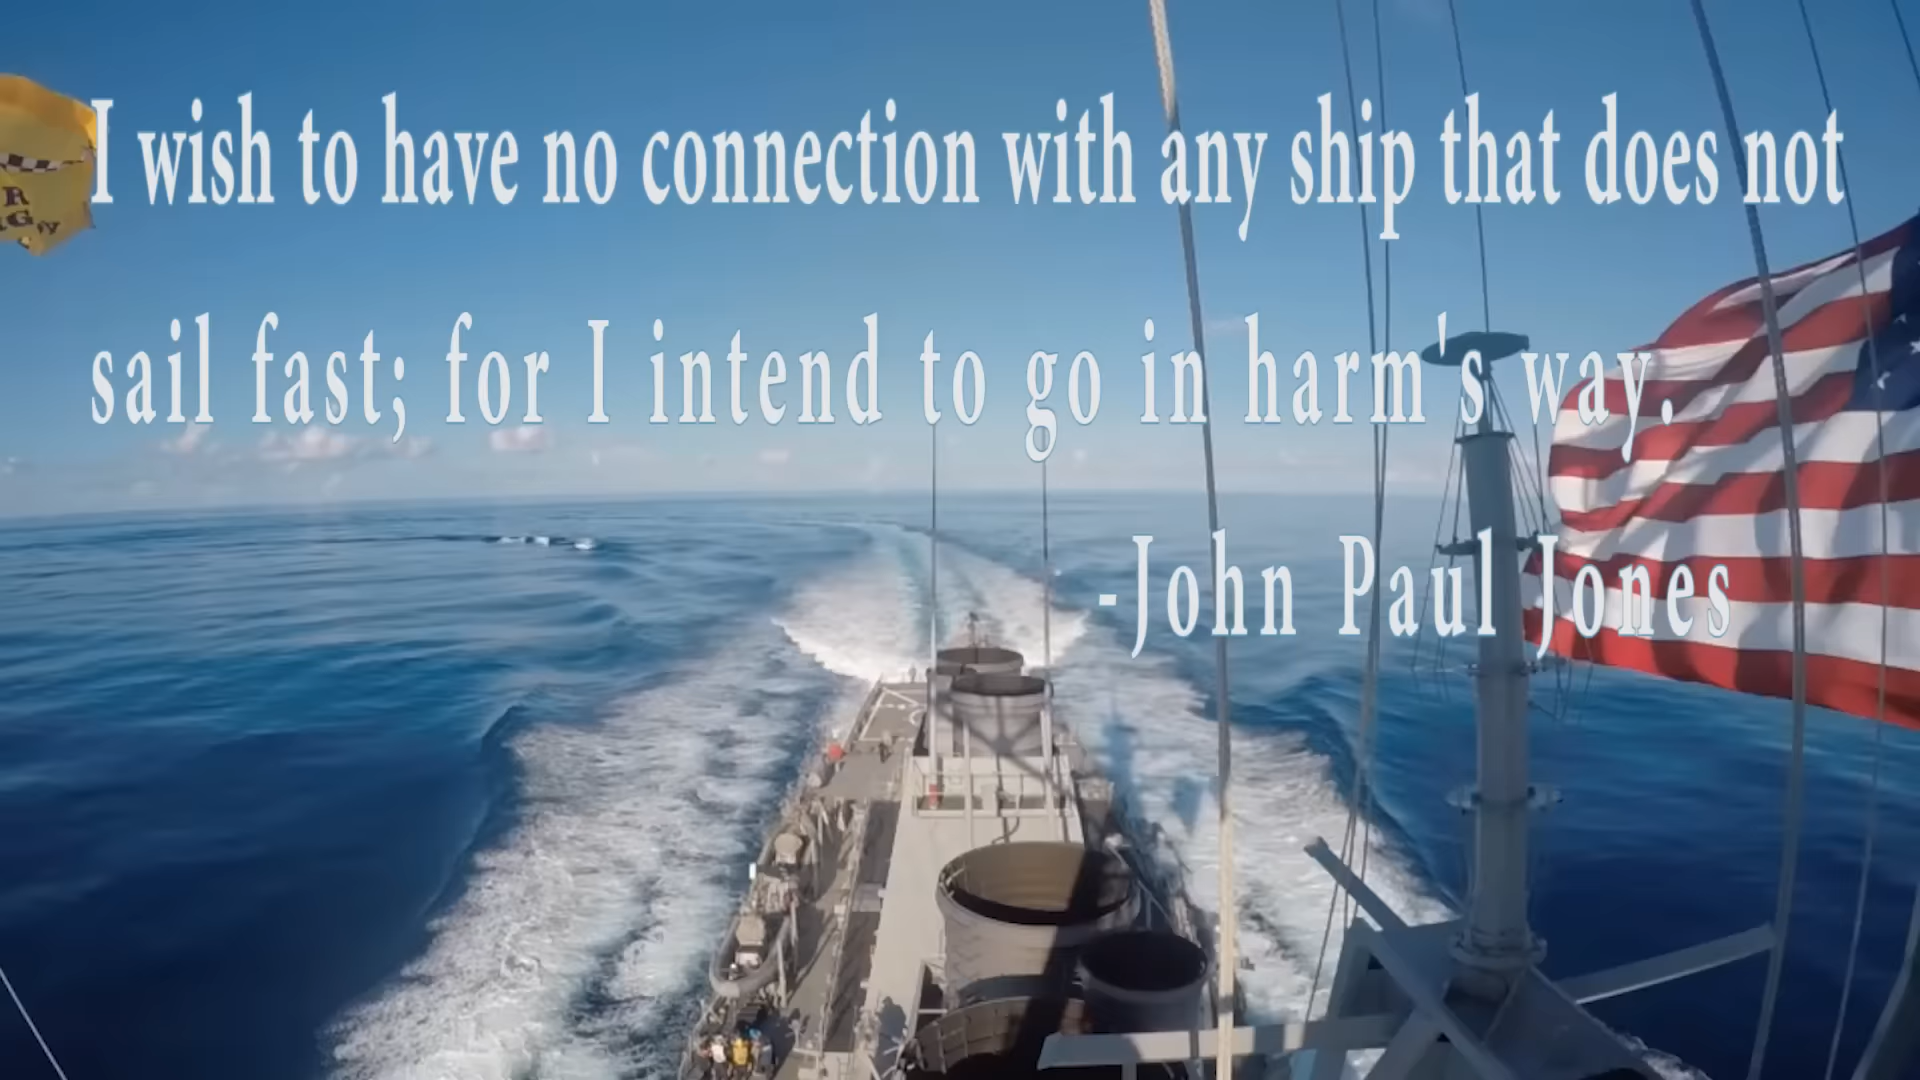 I wish to have no connection with any ship that does not
sail fast; for I intend to go in harm's way.
-John Paul Jones